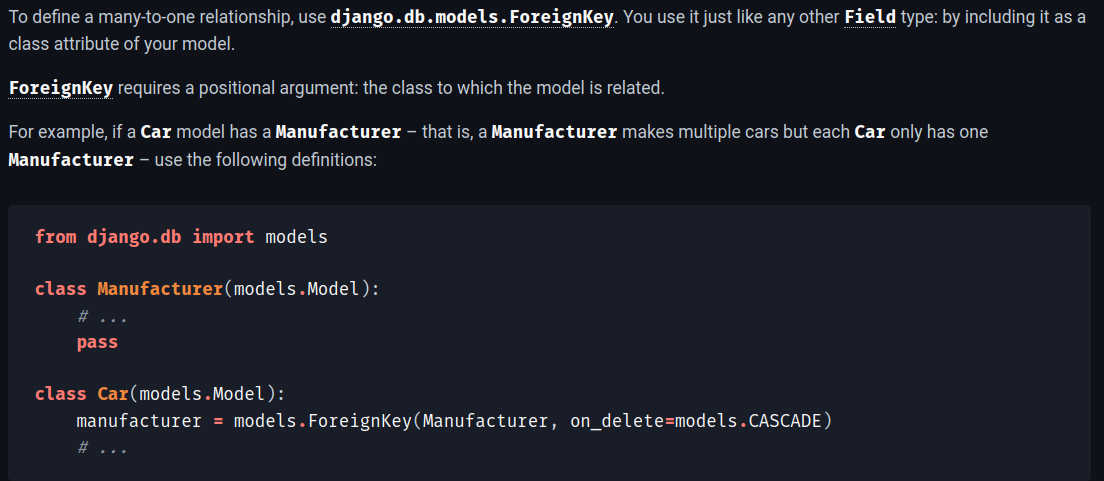 To define a many-to-one relationship, use django.db.models.ForeignKey. You use it just like any other Field type: by including it as a
class attribute of your model.
ForeignKey requires a positional argument: the class to which the model is related.
For example, if a Car model has a Manufacturer – that is, a Manufacturer makes multiple cars but each Car only has one
Manufacturer – use the following definitions:
from django.db import models
class Manufacturer(models.Model):
    # ...
    pass
class Car(models.Model):
    manufacturer = models.ForeignKey(Manufacturer, on_delete=models.CASCADE)
    # ...